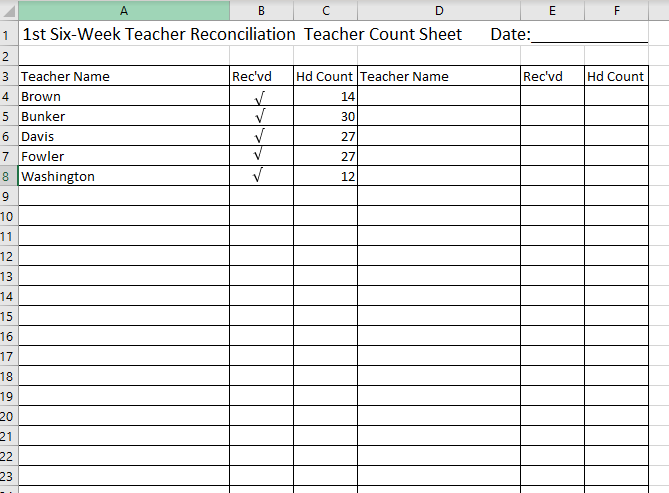 A B C D E F
1 1st Six-Week Teacher Reconciliation Teacher Count Sheet Date:_______________
2
3 Teacher Name Rec'vd Hd Count Teacher Name Rec'vd Hd Count
4 Brown √ 14
5 Bunker √ 30
6 Davis √ 27
7 Fowler √ 27
8 Washington √ 12
9
10
11
12
13
14
15
16
17
18
19
20
21
22
23